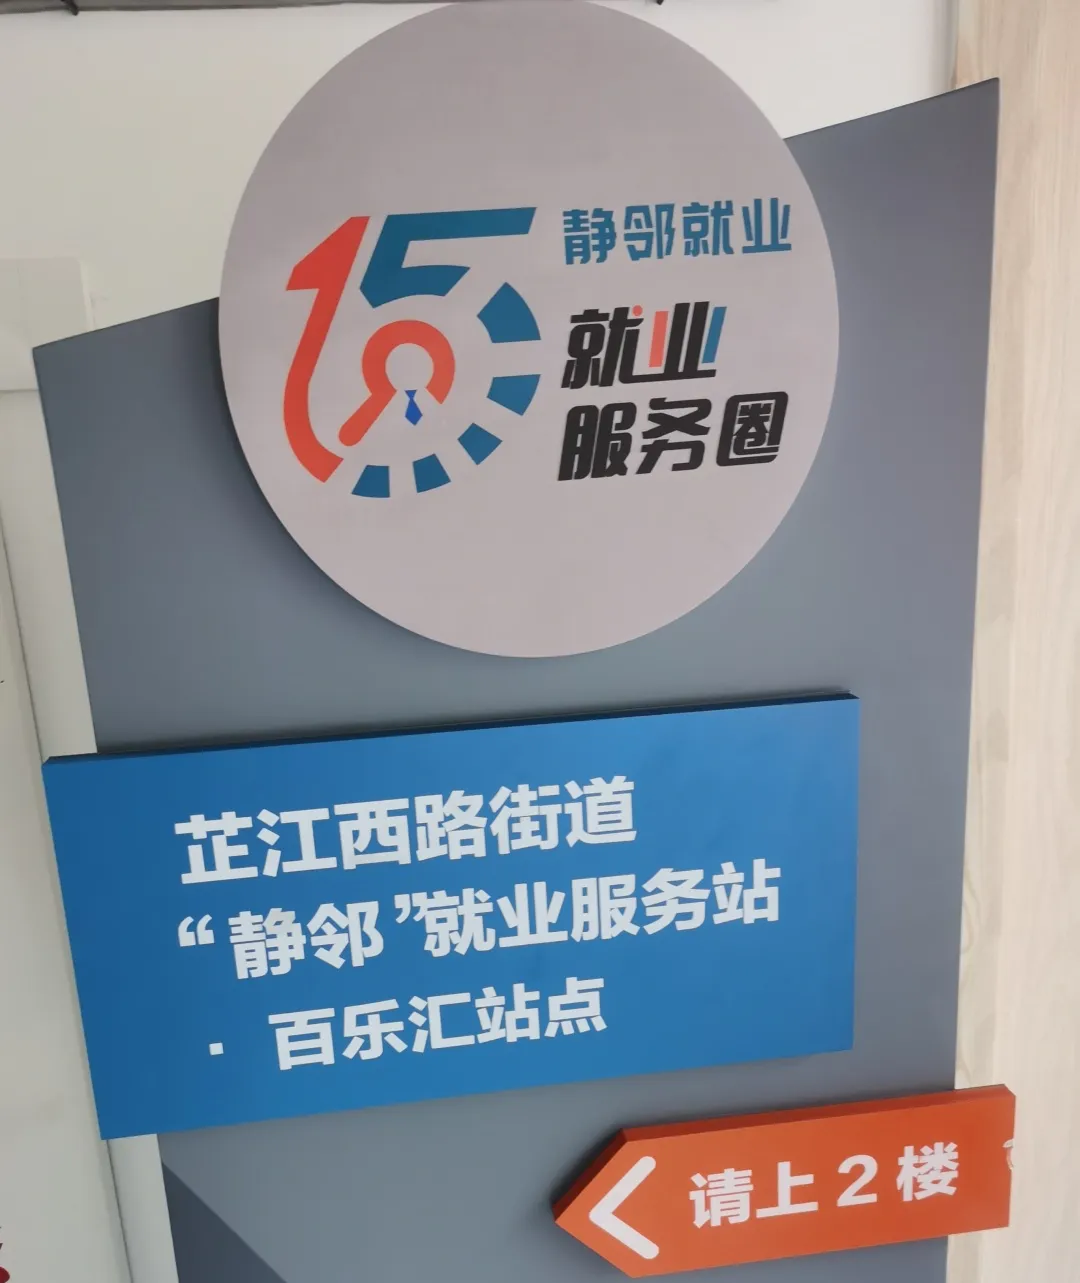 15
静邻就业
就业
服务圈
芷江西路街道
“静邻”就业服务站
· 百乐汇站点
请上2楼